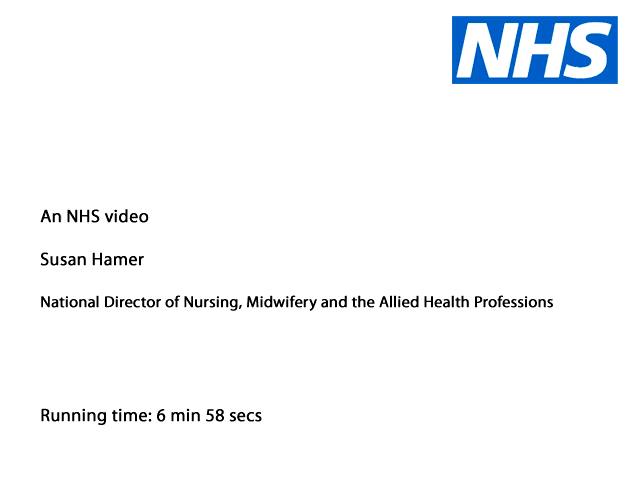 NHS
An NHS video
Susan Hamer
National Director of Nursing, Midwifery and the Allied Health Professions
Running time: 6 min 58 secs